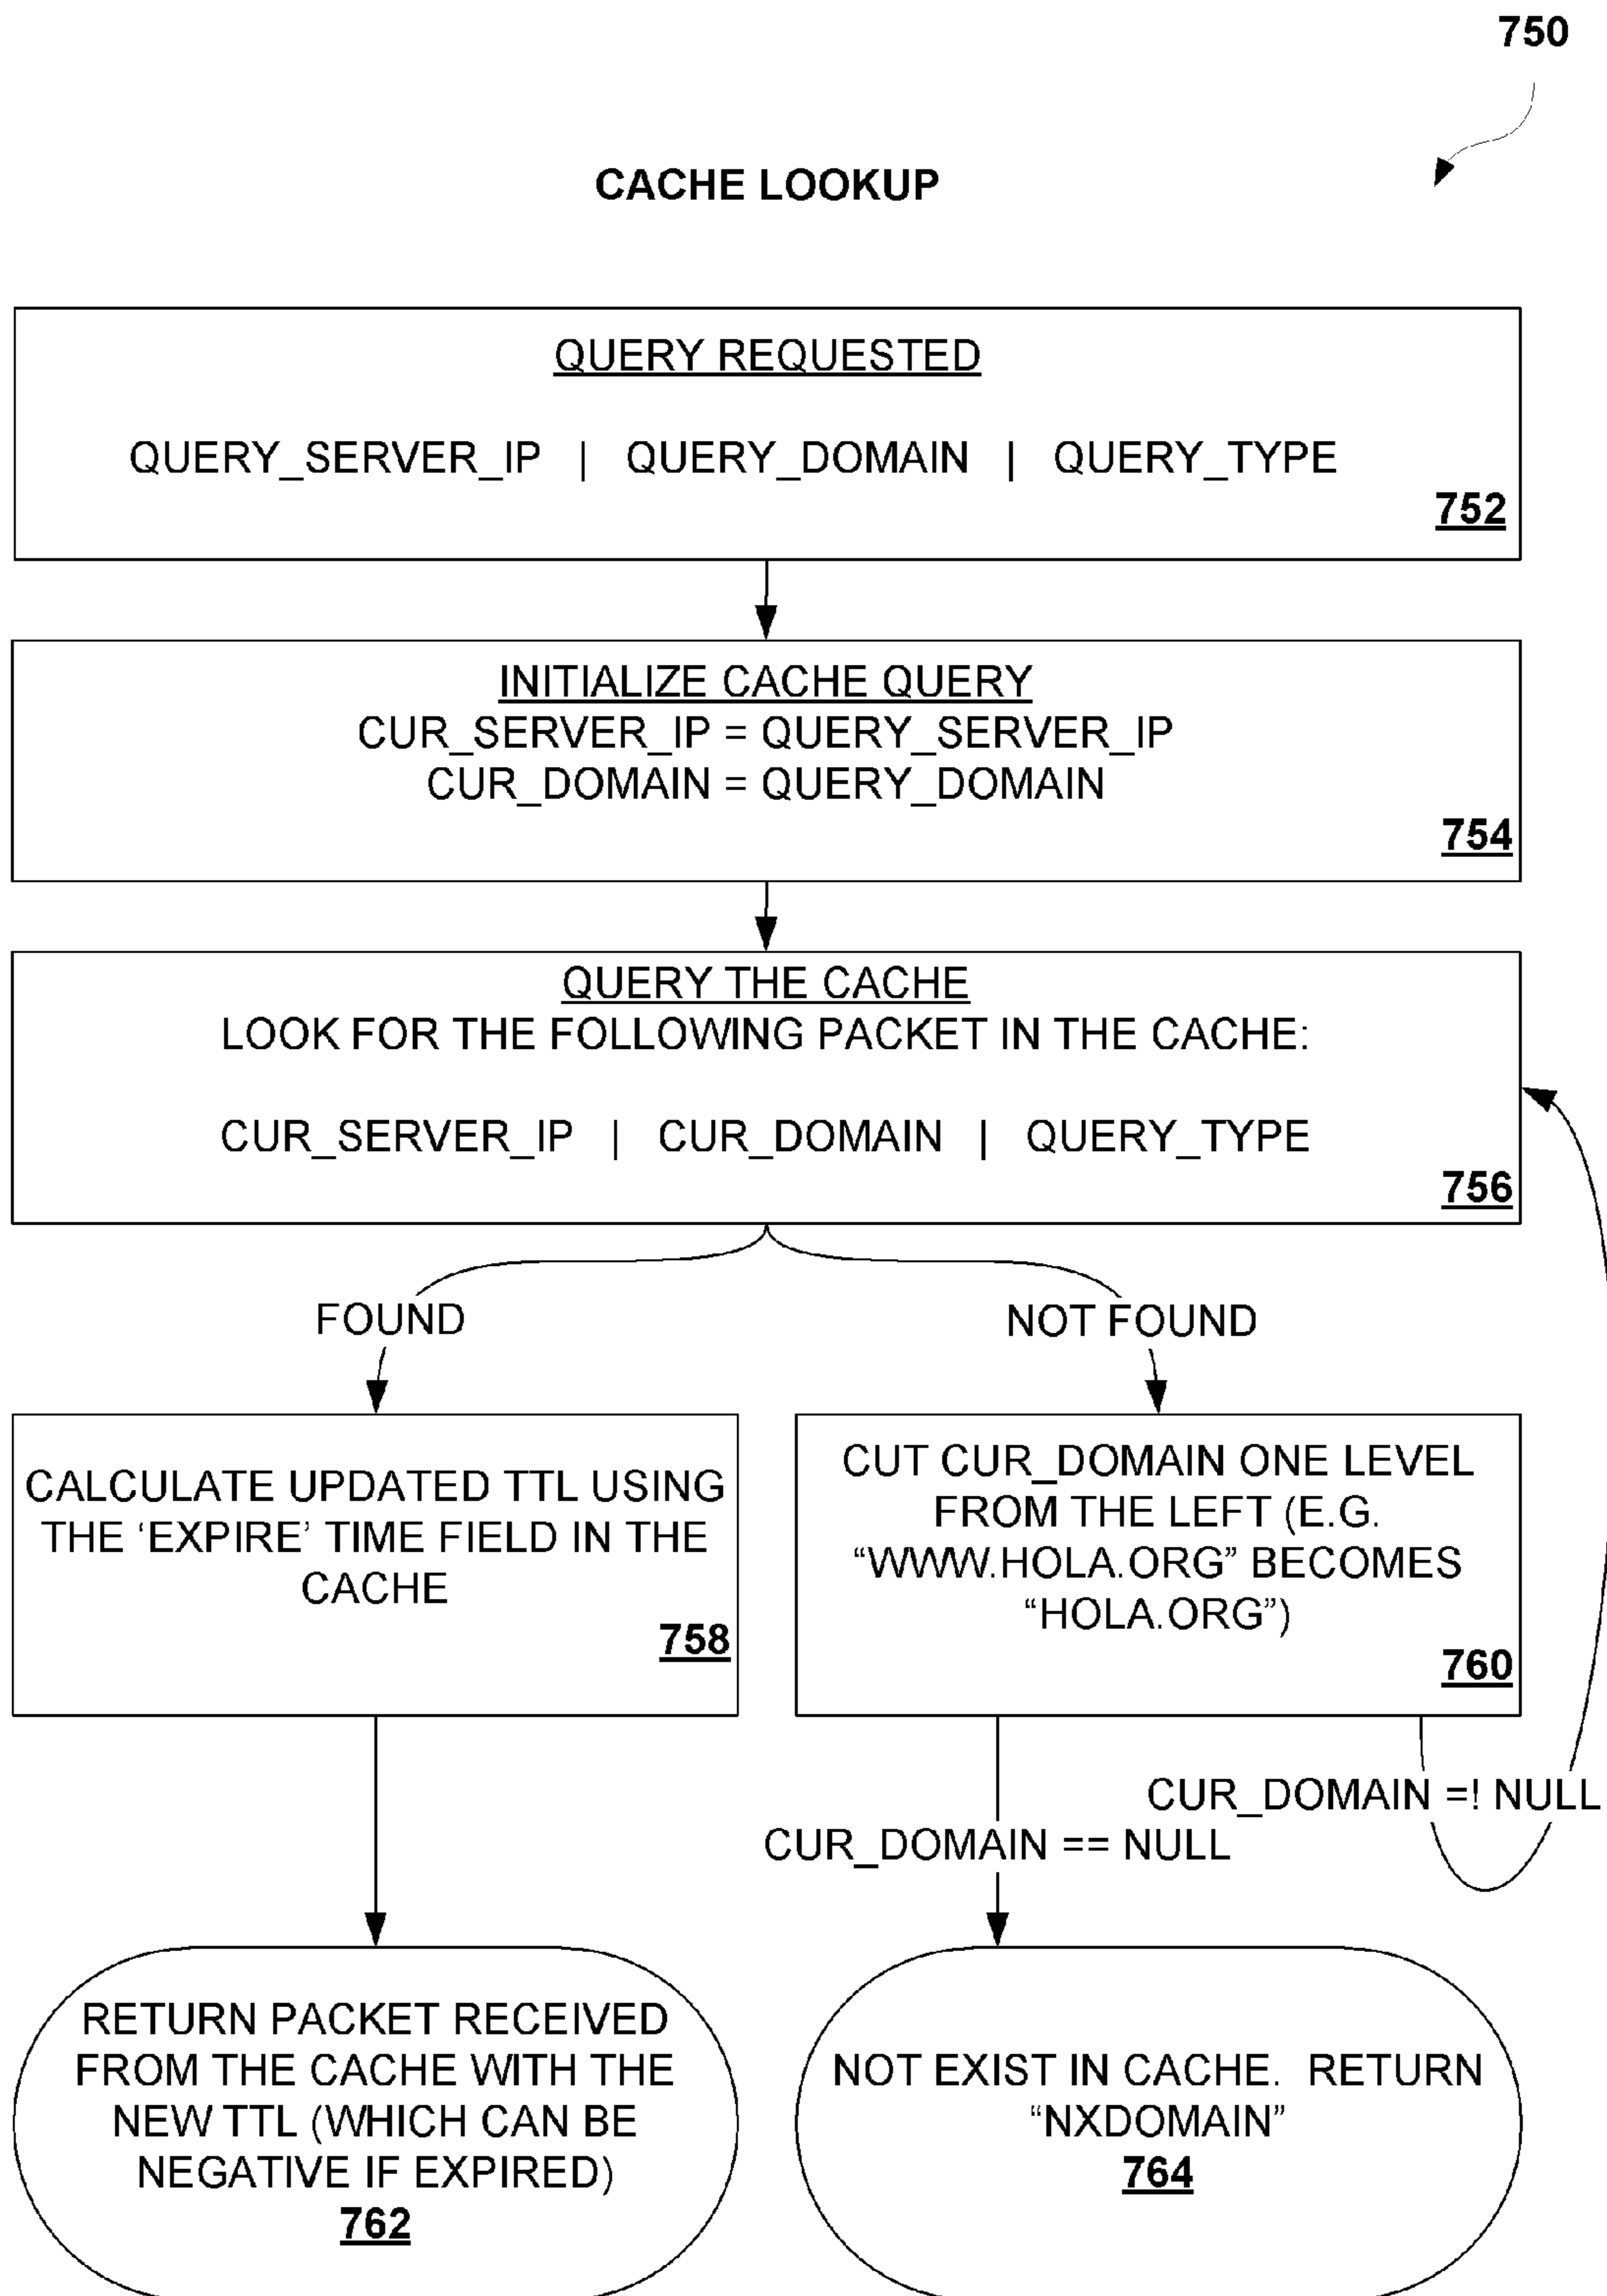 750
CACHE LOOKUP
QUERY REQUESTED
QUERY_SERVER_IP | QUERY_DOMAIN | QUERY_TYPE
752
INITIALIZE CACHE QUERY
CUR_SERVER_IP = QUERY_SERVER_IP
CUR_DOMAIN = QUERY_DOMAIN
754
QUERY THE CACHE
LOOK FOR THE FOLLOWING PACKET IN THE CACHE:
CUR_SERVER_IP | CUR_DOMAIN | QUERY_TYPE
756
FOUND
NOT FOUND
CALCULATE UPDATED TTL USING
THE ‘EXPIRE’ TIME FIELD IN THE
CACHE
758
CUT CUR_DOMAIN ONE LEVEL
FROM THE LEFT (E.G.
“WWW.HOLA.ORG” BECOMES
“HOLA.ORG”)
760
CUR_DOMAIN =! NULL
CUR_DOMAIN == NULL
RETURN PACKET RECEIVED
FROM THE CACHE WITH THE
NEW TTL (WHICH CAN BE
NEGATIVE IF EXPIRED)
762
NOT EXIST IN CACHE. RETURN
“NXDOMAIN”
764